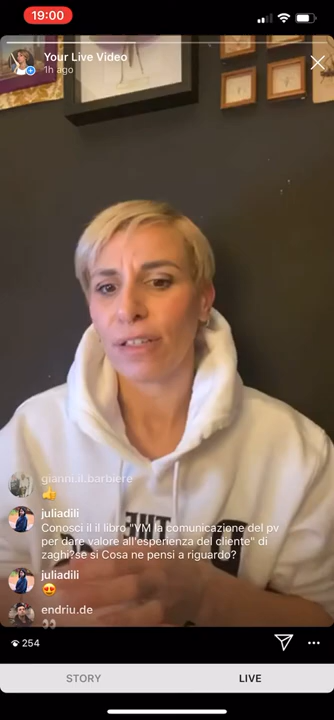 19:00
Your Live Video
1h ago
gianni.il.barbiere
juliadili
Conosci il il libro "VM la comunicazione del pv
per dare valore all'esperienza del cliente" di
zaghi?se si Cosa ne pensi a riguardo?
juliadili
endriu.de
254
STORY
LIVE